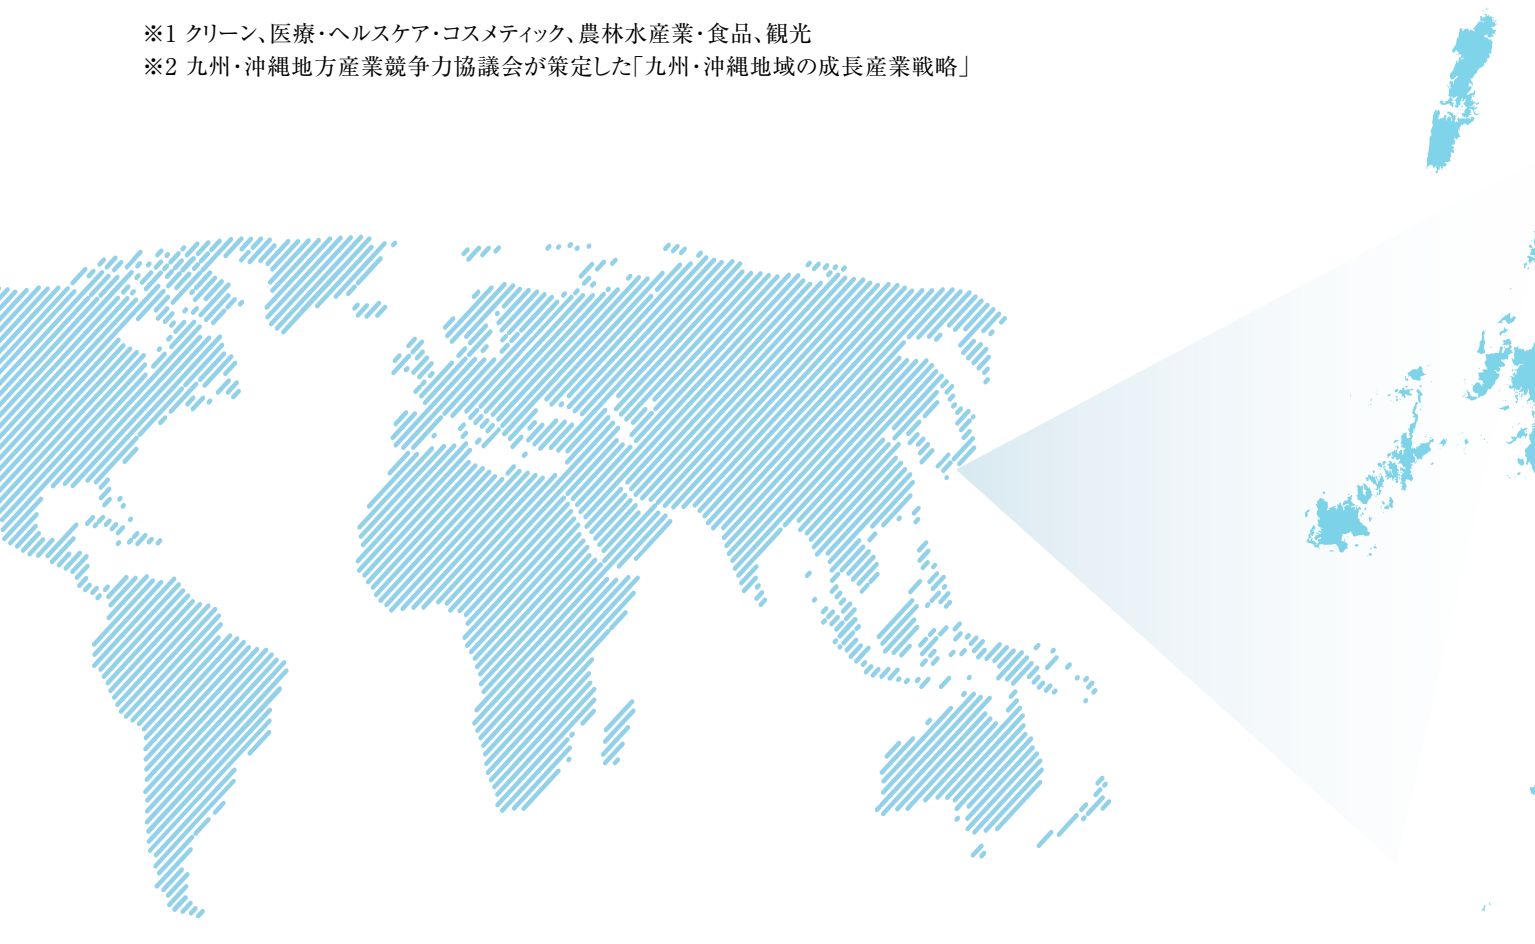 ※1 クリーン、医療・ヘルスケア・コスメティック、農林水産業・食品、観光
※2 九州・沖縄地方産業競争力協議会が策定した「九州・沖縄地域の成長産業戦略」